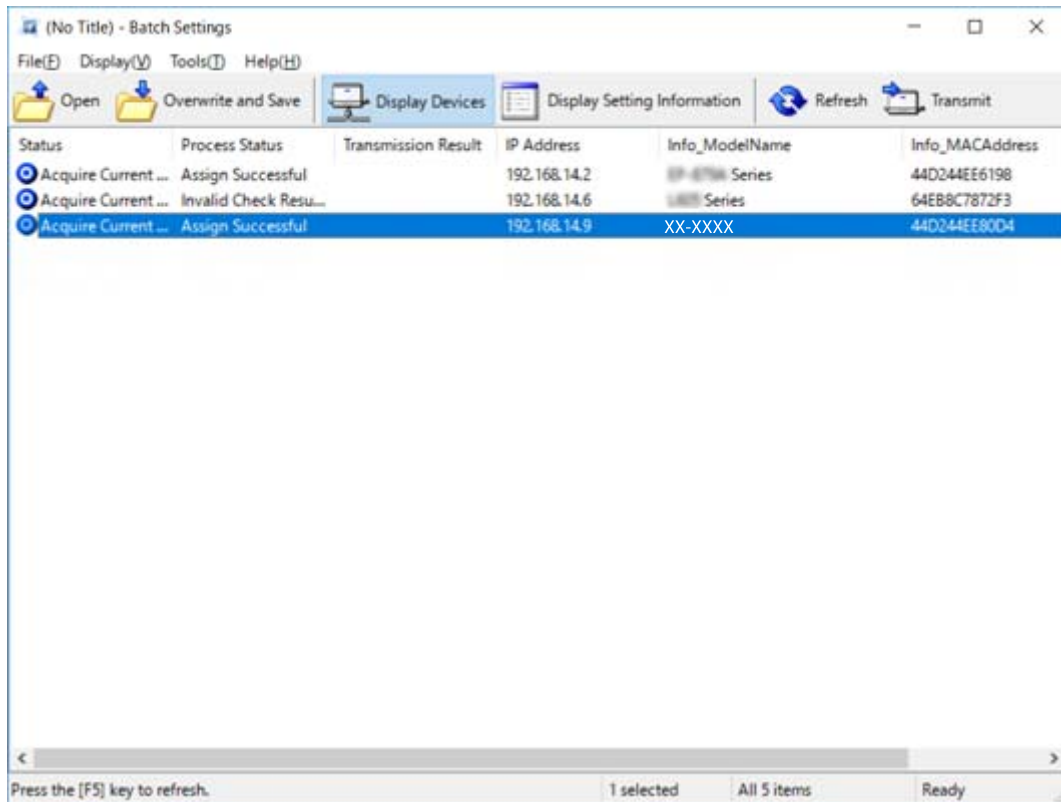 (No Title) - Batch Settings
File(F) Display(V) Tools(T) Help(H)
Open Overwrite and Save Display Devices Display Setting Information Refresh Transmit
Status Process Status Transmission Result IP Address Info_ModelName Info_MACAddress
Acquire Current ... Assign Successful 192.168.14.2 Series 44D244EE6198
Acquire Current ... Invalid Check Resu... 192.168.14.6 Series 64EB8C7872F3
Acquire Current ... Assign Successful 192.168.14.9 XX-XXXX 44D244EE80D4
Press the [F5] key to refresh. 1 selected All 5 items Ready